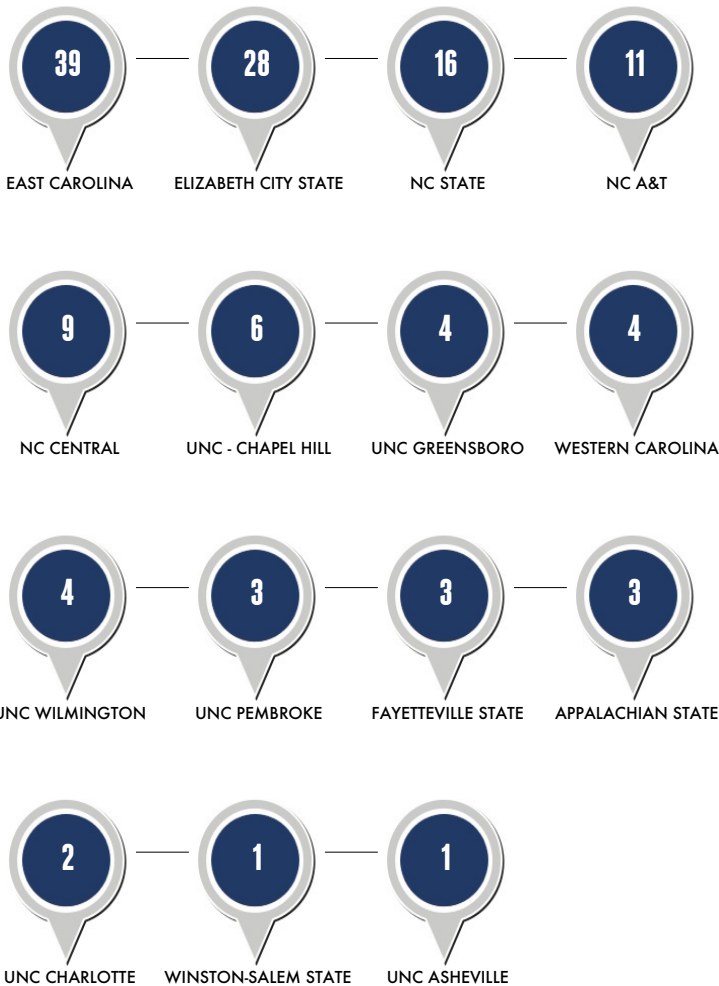 39 28 16 11
EAST CAROLINA ELIZABETH CITY STATE NC STATE NC A&T
9 6 4 4
NC CENTRAL UNC - CHAPEL HILL UNC GREENSBORO WESTERN CAROLINA
4 3 3 3
UNC WILMINGTON UNC PEMBROKE FAYETTEVILLE STATE APPALACHIAN STATE
2 1 1
UNC CHARLOTTE WINSTON-SALEM STATE UNC ASHEVILLE